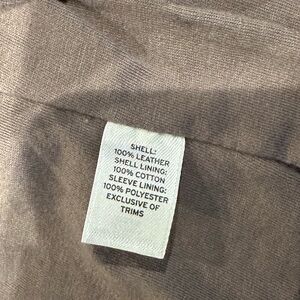 SHELL:
100% LEATHER
SHELL LINING:
100% COTTON
SLEEVE LINING:
100% POLYESTER
EXCLUSIVE OF
TRIMS